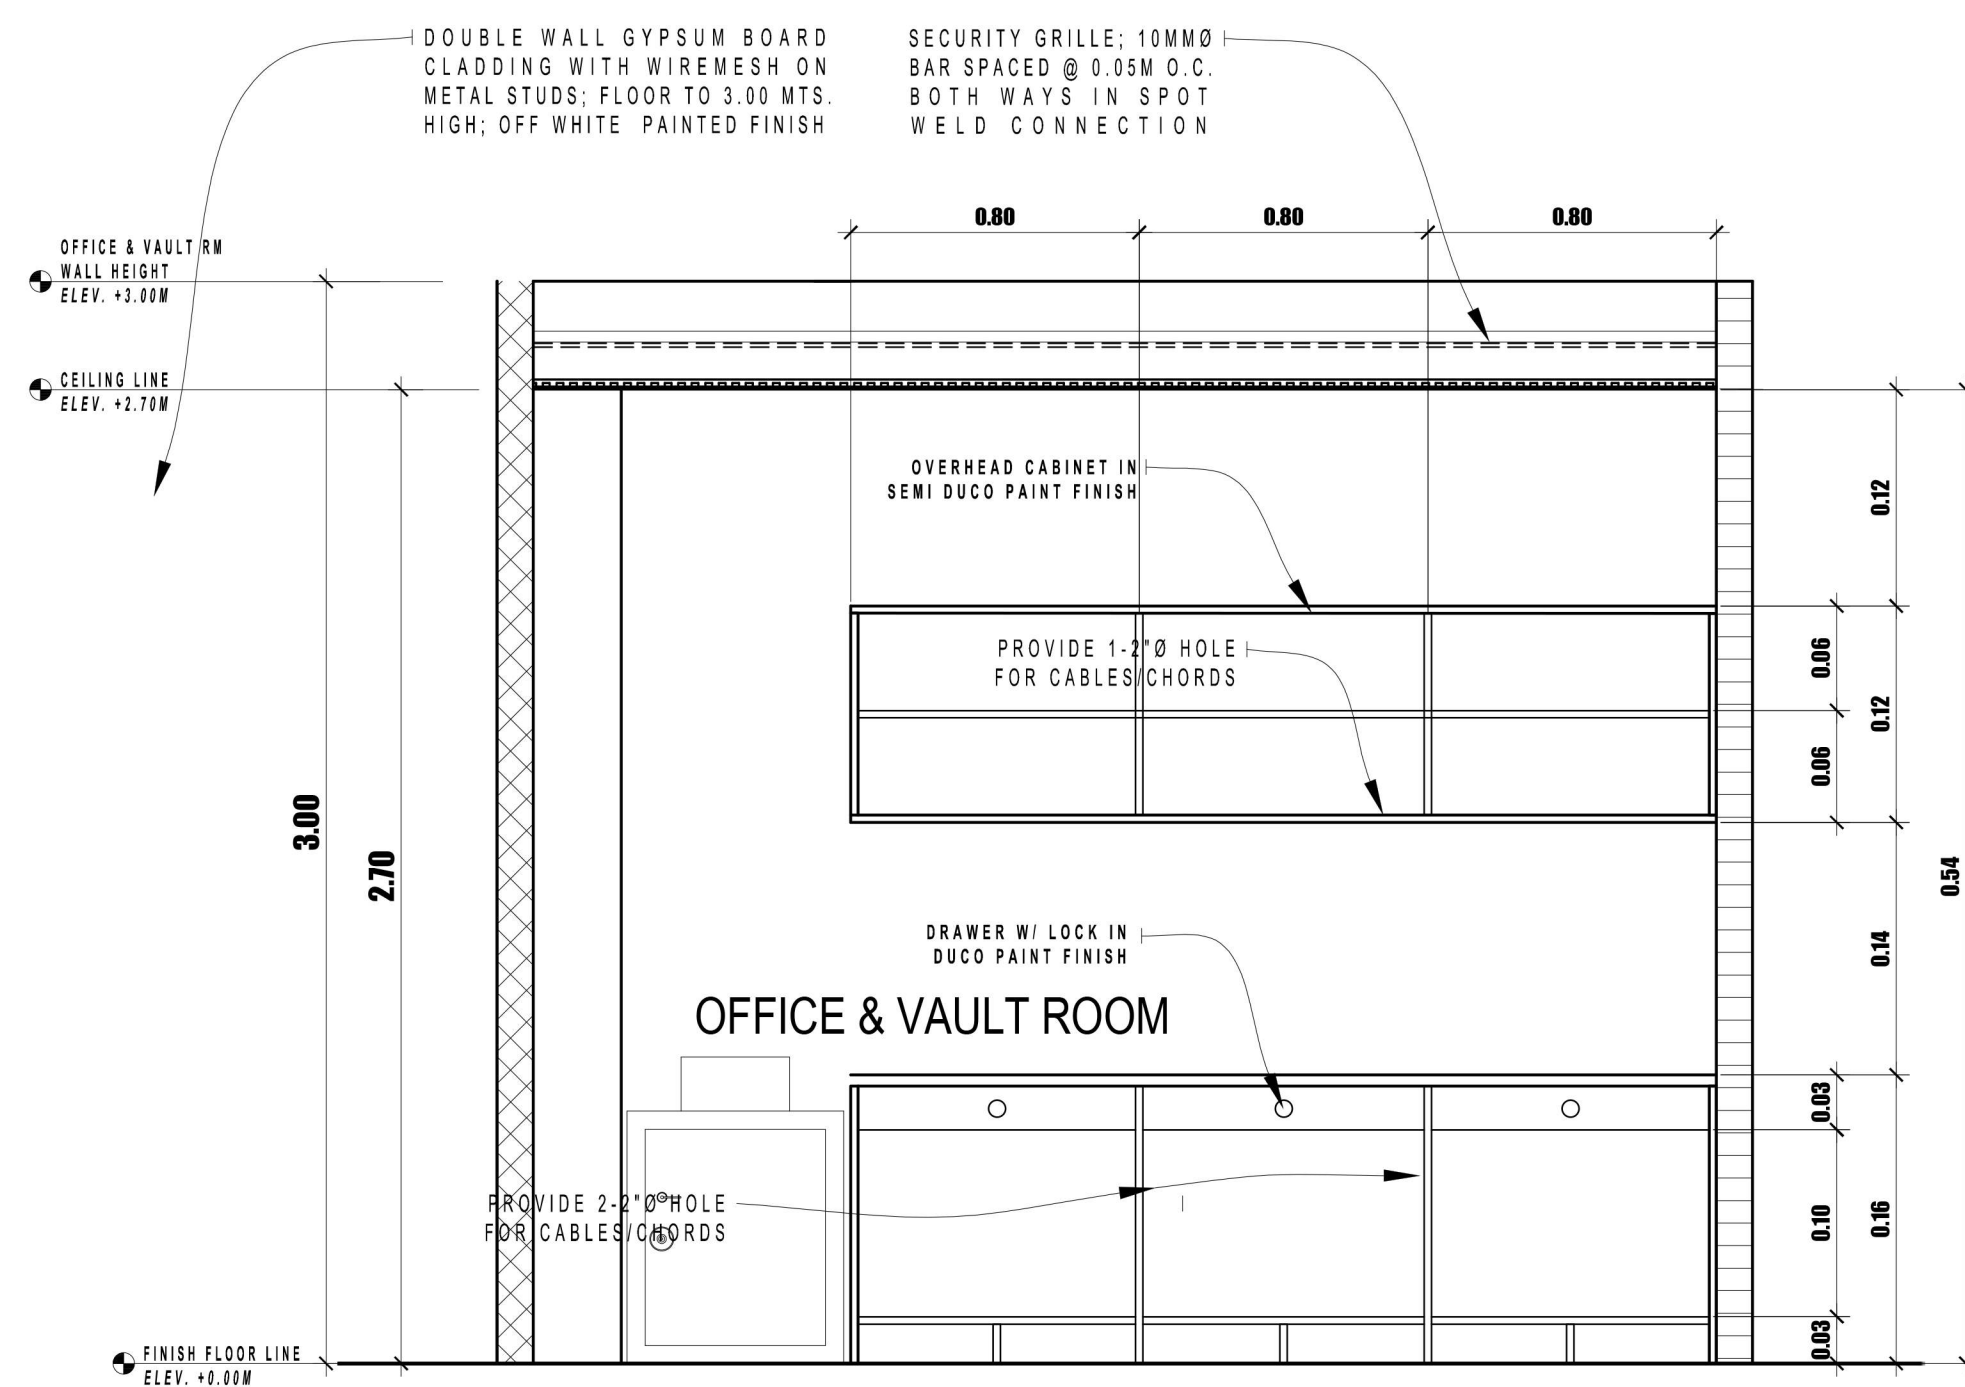 DOUBLE WALL GYPSUM BOARD
CLADDING WITH WIREMESH ON
METAL STUDS; FLOOR TO 3.00 MTS.
HIGH; OFF WHITE PAINTED FINISH
SECURITY GRILLE; 10MMØ
BAR SPACED @ 0.05M O.C.
BOTH WAYS IN SPOT
WELD CONNECTION
0.80
0.80
0.80
OFFICE & VAULT RM
WALL HEIGHT
ELEV. +3.00M
CEILING LINE
ELEV. +2.70M
OVERHEAD CABINET IN
SEMI DUCO PAINT FINISH
0.12
PROVIDE 1-2"Ø HOLE
FOR CABLES/CHORDS
0.06
0.12
0.06
3.00
2.70
0.54
DRAWER W/ LOCK IN
DUCO PAINT FINISH
0.14
OFFICE & VAULT ROOM
0.03
PROVIDE 2-2"Ø HOLE
FOR CABLES/CHORDS
0.10
0.16
0.03
FINISH FLOOR LINE
ELEV. +0.00M